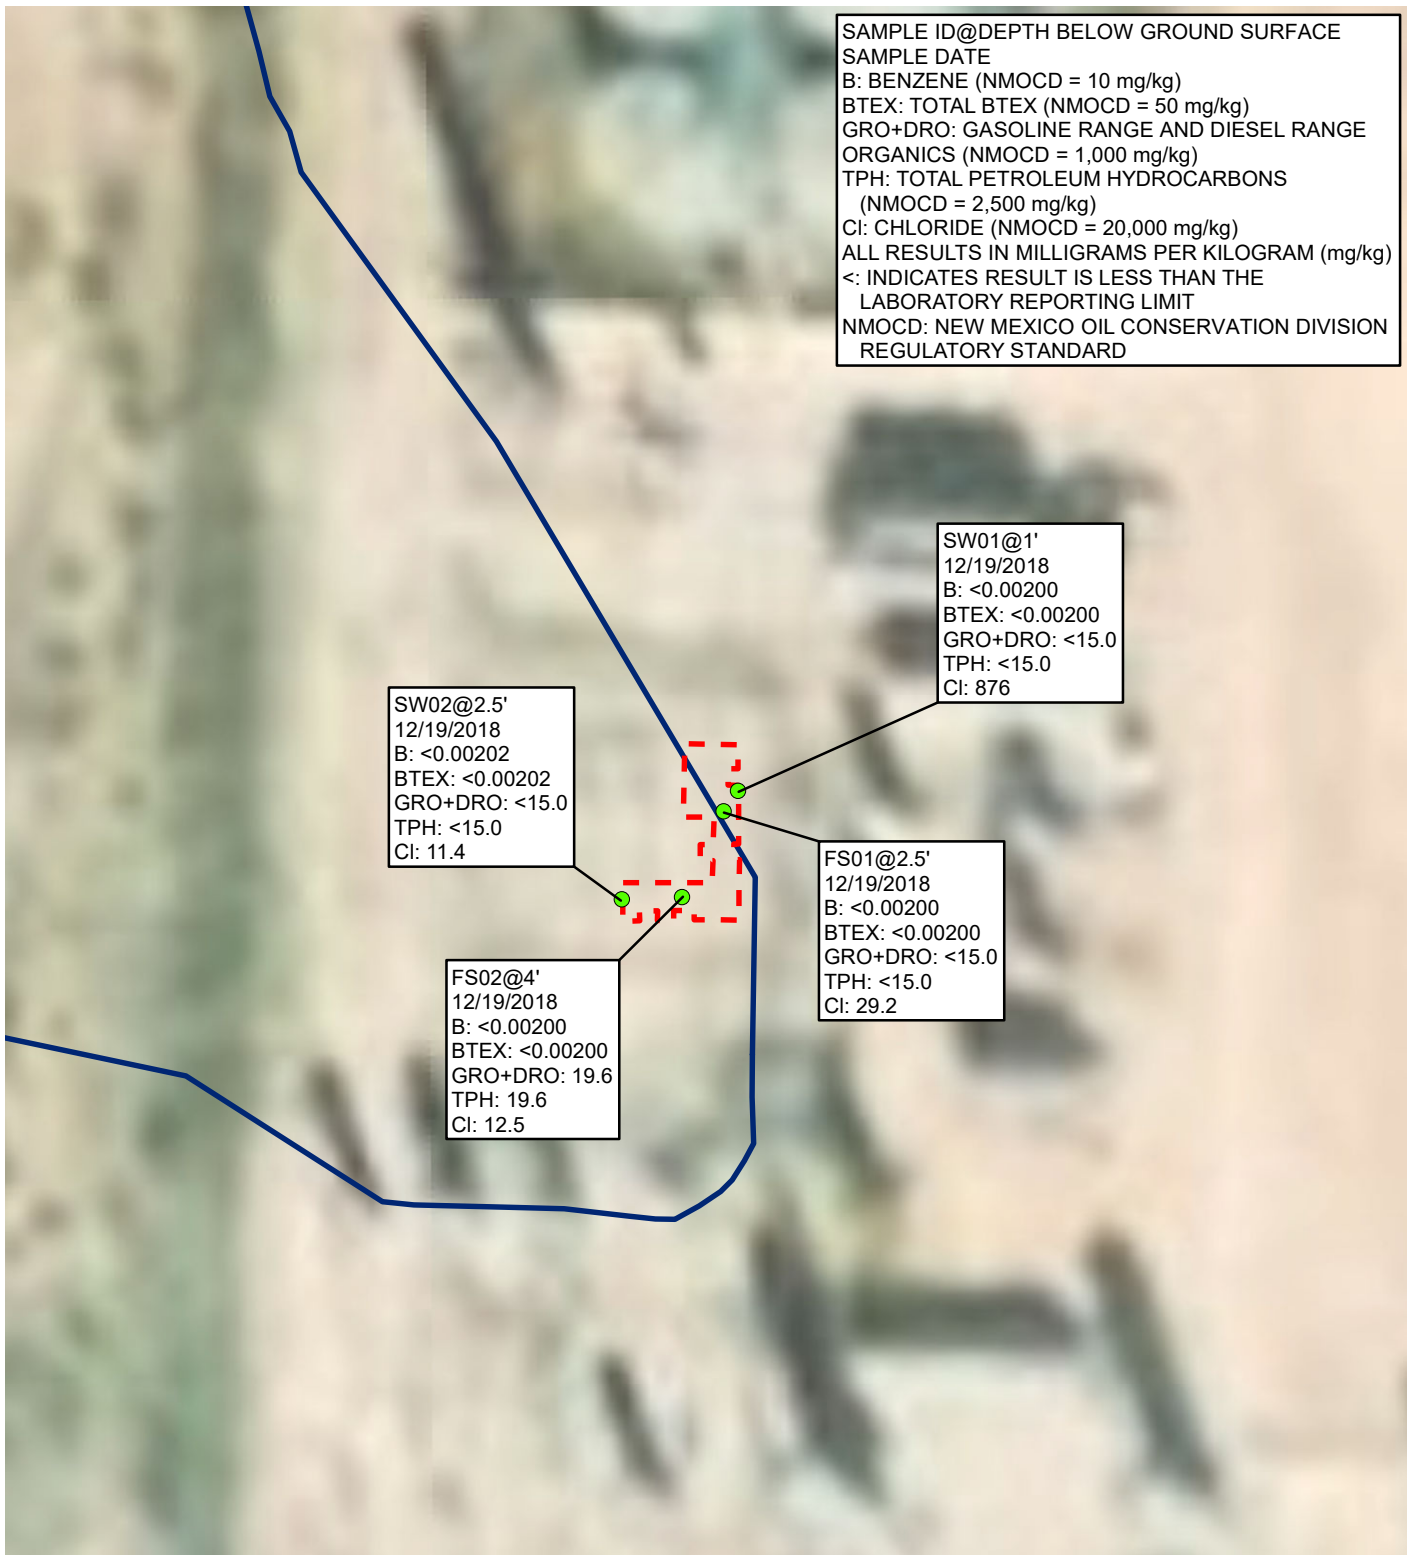 SAMPLE ID@DEPTH BELOW GROUND SURFACE
SAMPLE DATE
B: BENZENE (NMOCD = 10 mg/kg)
BTEX: TOTAL BTEX (NMOCD = 50 mg/kg)
GRO+DRO: GASOLINE RANGE AND DIESEL RANGE
ORGANICS (NMOCD = 1,000 mg/kg)
TPH: TOTAL PETROLEUM HYDROCARBONS
(NMOCD = 2,500 mg/kg)
Cl: CHLORIDE (NMOCD = 20,000 mg/kg)
ALL RESULTS IN MILLIGRAMS PER KILOGRAM (mg/kg)
<: INDICATES RESULT IS LESS THAN THE
LABORATORY REPORTING LIMIT
NMOCD: NEW MEXICO OIL CONSERVATION DIVISION
REGULATORY STANDARD
SW01@1'
12/19/2018
B: <0.00200
BTEX: <0.00200
GRO+DRO: <15.0
TPH: <15.0
Cl: 876
SW02@2.5'
12/19/2018
B: <0.00202
BTEX: <0.00202
GRO+DRO: <15.0
TPH: <15.0
Cl: 11.4
FS01@2.5'
12/19/2018
B: <0.00200
BTEX: <0.00200
GRO+DRO: <15.0
TPH: <15.0
Cl: 29.2
FS02@4'
12/19/2018
B: <0.00200
BTEX: <0.00200
GRO+DRO: 19.6
TPH: 19.6
Cl: 12.5